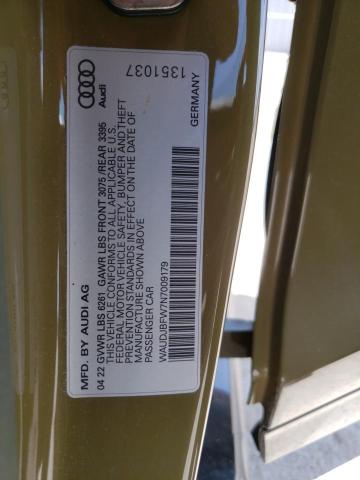 MFD. BY AUDI AG
04 22 GVWR LBS 6261 GAWR LBS FRONT 3075 /REAR 3395
THIS VEHICLE CONFORMS TO ALL APPLICABLE U.S.
FEDERAL MOTOR VEHICLE SAFETY, BUMPER AND THEFT
PREVENTION STANDARDS IN EFFECT ON THE DATE OF
MANUFACTURE SHOWN ABOVE
PASSENGER CAR
WAUDJBFW7N7009179
Audi
1351037
GERMANY